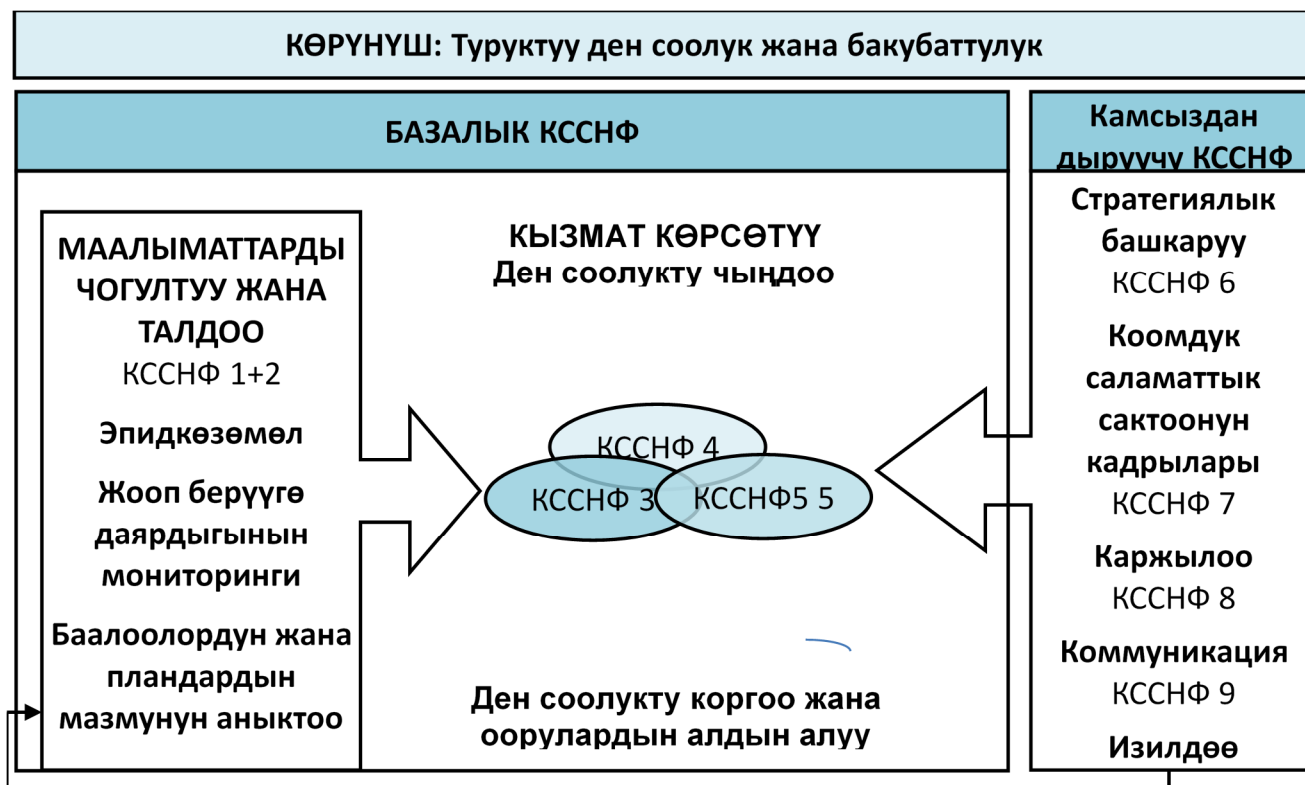 КӨРҮНҮШ: Туруктуу ден соолук жана бакубаттулук
БАЗАЛЫК КССНФ
МААЛЫМАТТАРДЫ
ЧОГУЛТУУ ЖАНА
ТАЛДОО
КССНФ 1+2
Эпидкөзөмөл
Жооп берүүгө
даярдыгынын
мониторинги
Баалоолордун жана
пландардын
мазмунун аныктоо
КЫЗМАТ КӨРСӨТҮҮ
Ден соолукту чыңдоо
КССНФ 4
КССНФ 3
КССНФ5 5
Ден соолукту коргоо жана
оорулардын алдын алуу
Камсыздан
дыруучу КССНФ
Стратегиялык
башкаруу
КССНФ 6
Коомдук
саламаттык
сактоонун
кадрылары
КССНФ 7
Каржылоо
КССНФ 8
Коммуникация
КССНФ 9
Изилдөө